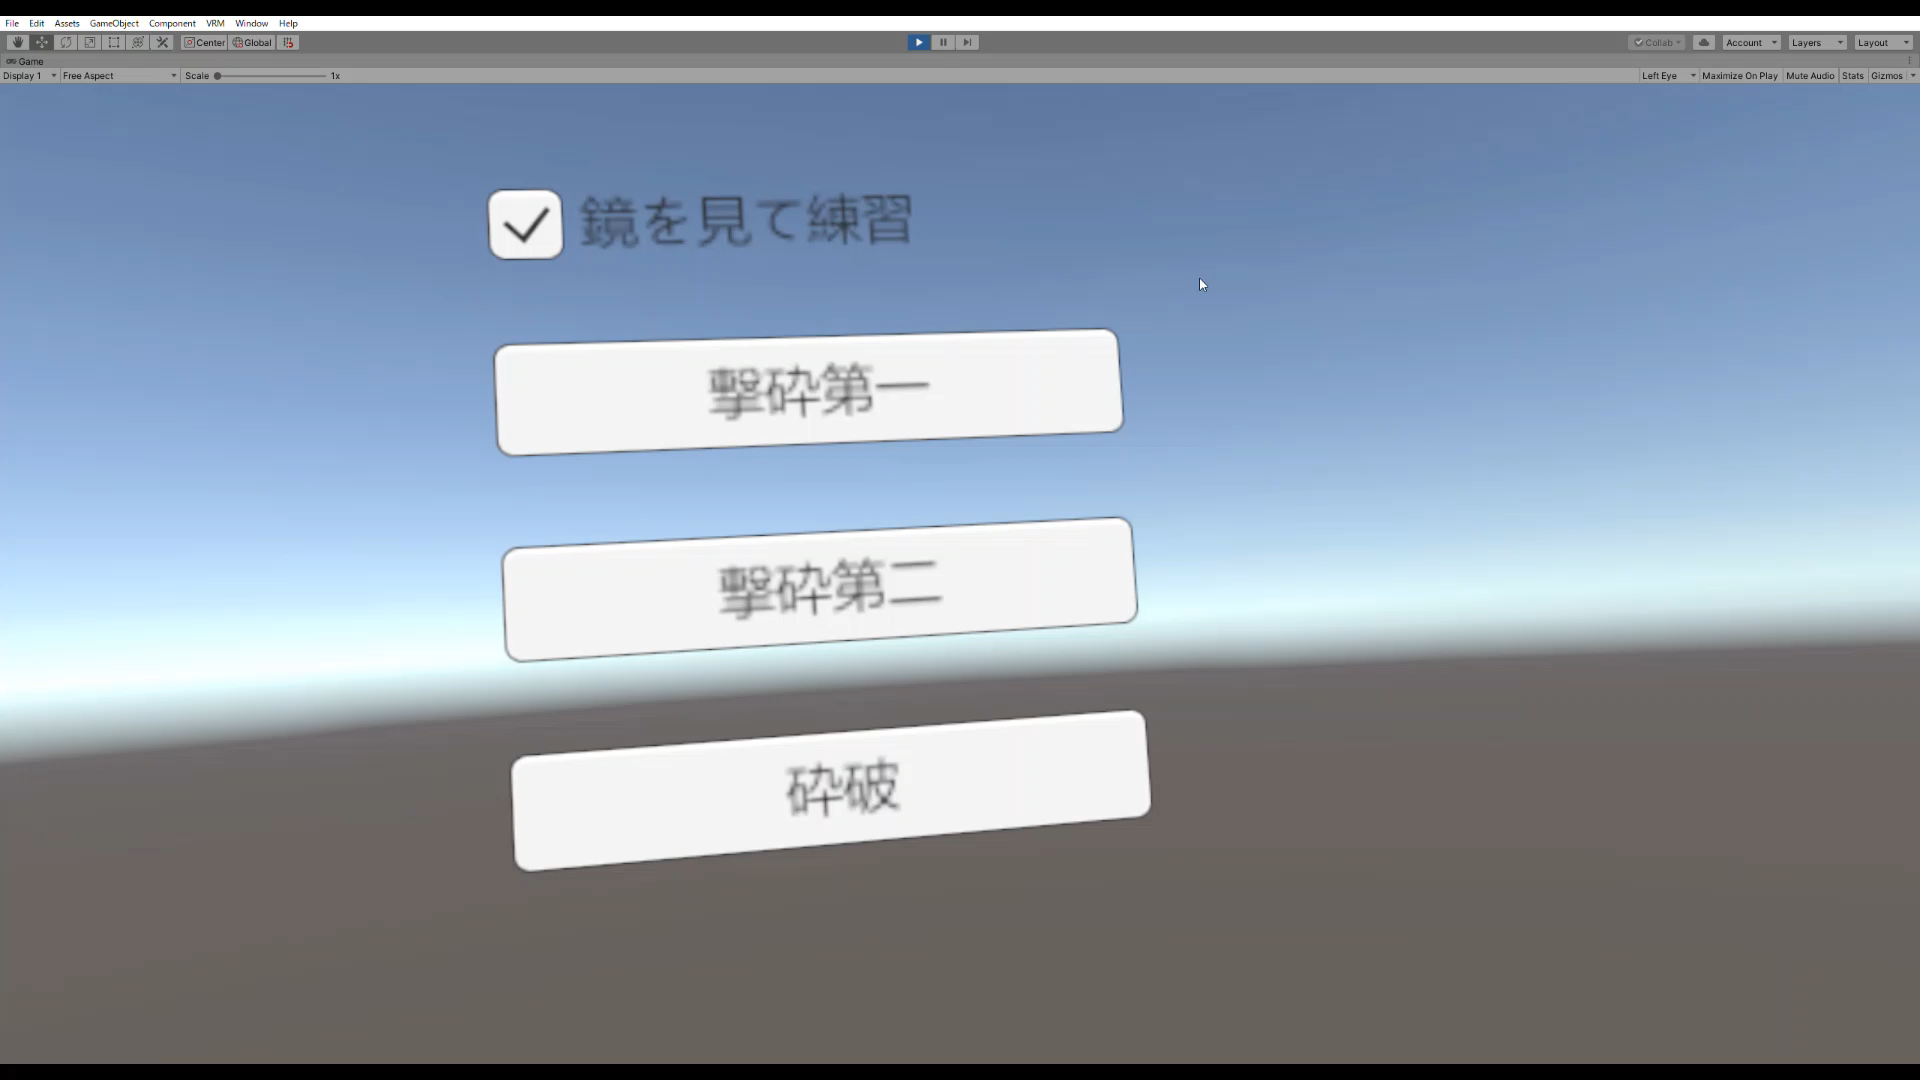 File Edit Assets GameObject Component VRM Window Help
Center Global Collab Account Layers Layout
Game
Display 1 Free Aspect Scale 1x Left Eye Maximize On Play Mute Audio Stats Gizmos
鏡を見て練習
撃砕第一
撃砕第二
砕破